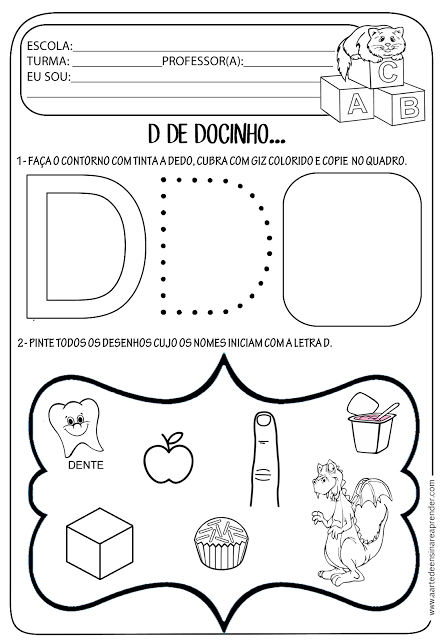 ESCOLA:
TURMA: PROFESSOR(A):
EU SOU:
C
A B
D DE DOCINHO...
1- FAÇA O CONTORNO COM TINTA A DEDO, CUBRA COM GIZ COLORIDO E COPIE NO QUADRO.
D D
2- PINTE TODOS OS DESENHOS CUJO OS NOMES INICIAM COM A LETRA D.
DENTE
www.aartedeensinareaprender.com